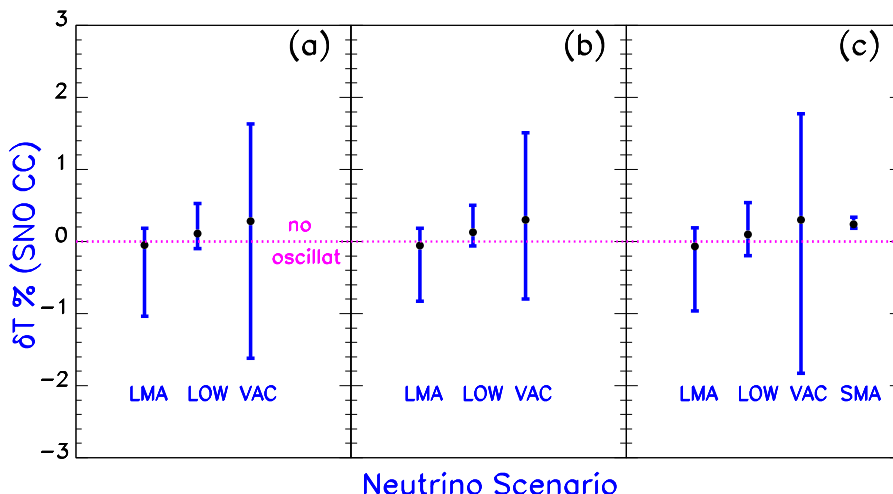 (a) (b) (c)
3
2
1
0
−1
−2
−3
δT % (SNO CC)
no
oscillat
LMA LOW VAC
LMA LOW VAC
LMA LOW VAC SMA
Neutrino Scenario